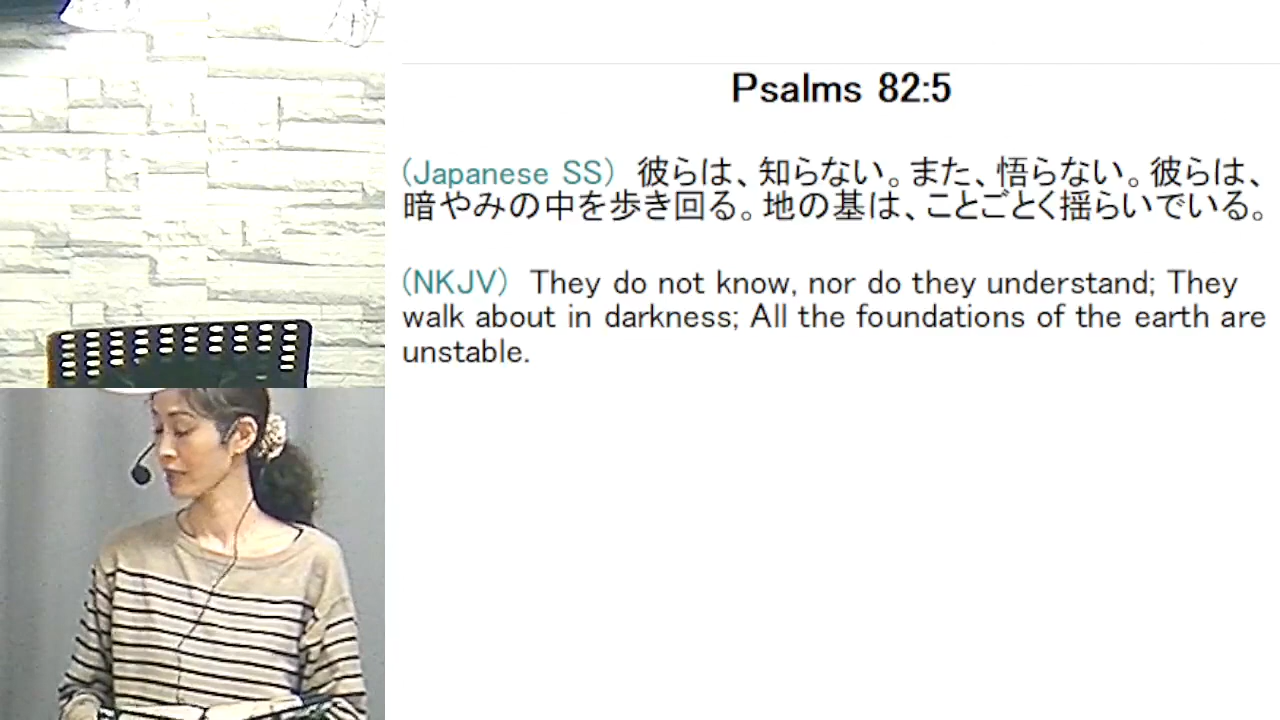 Psalms 82:5
(Japanese SS) 彼らは、知らない。また、悟らない。彼らは、
暗やみの中を歩き回る。地の基は、ことごとく揺らいでいる。
(NKJV) They do not know, nor do they understand; They
walk about in darkness; All the foundations of the earth are
unstable.